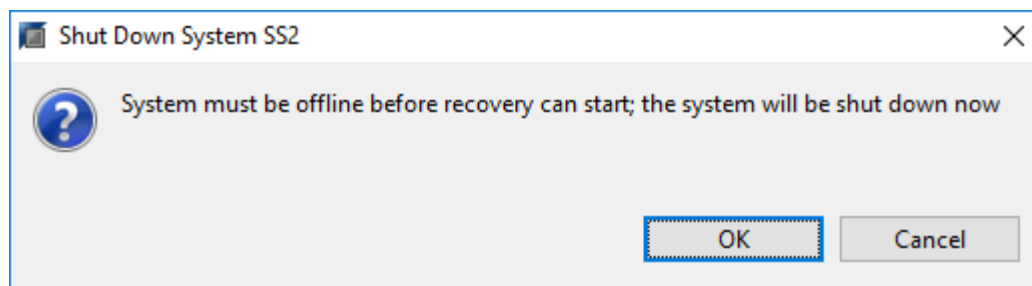 Shut Down System SS2
System must be offline before recovery can start; the system will be shut down now
OK
Cancel